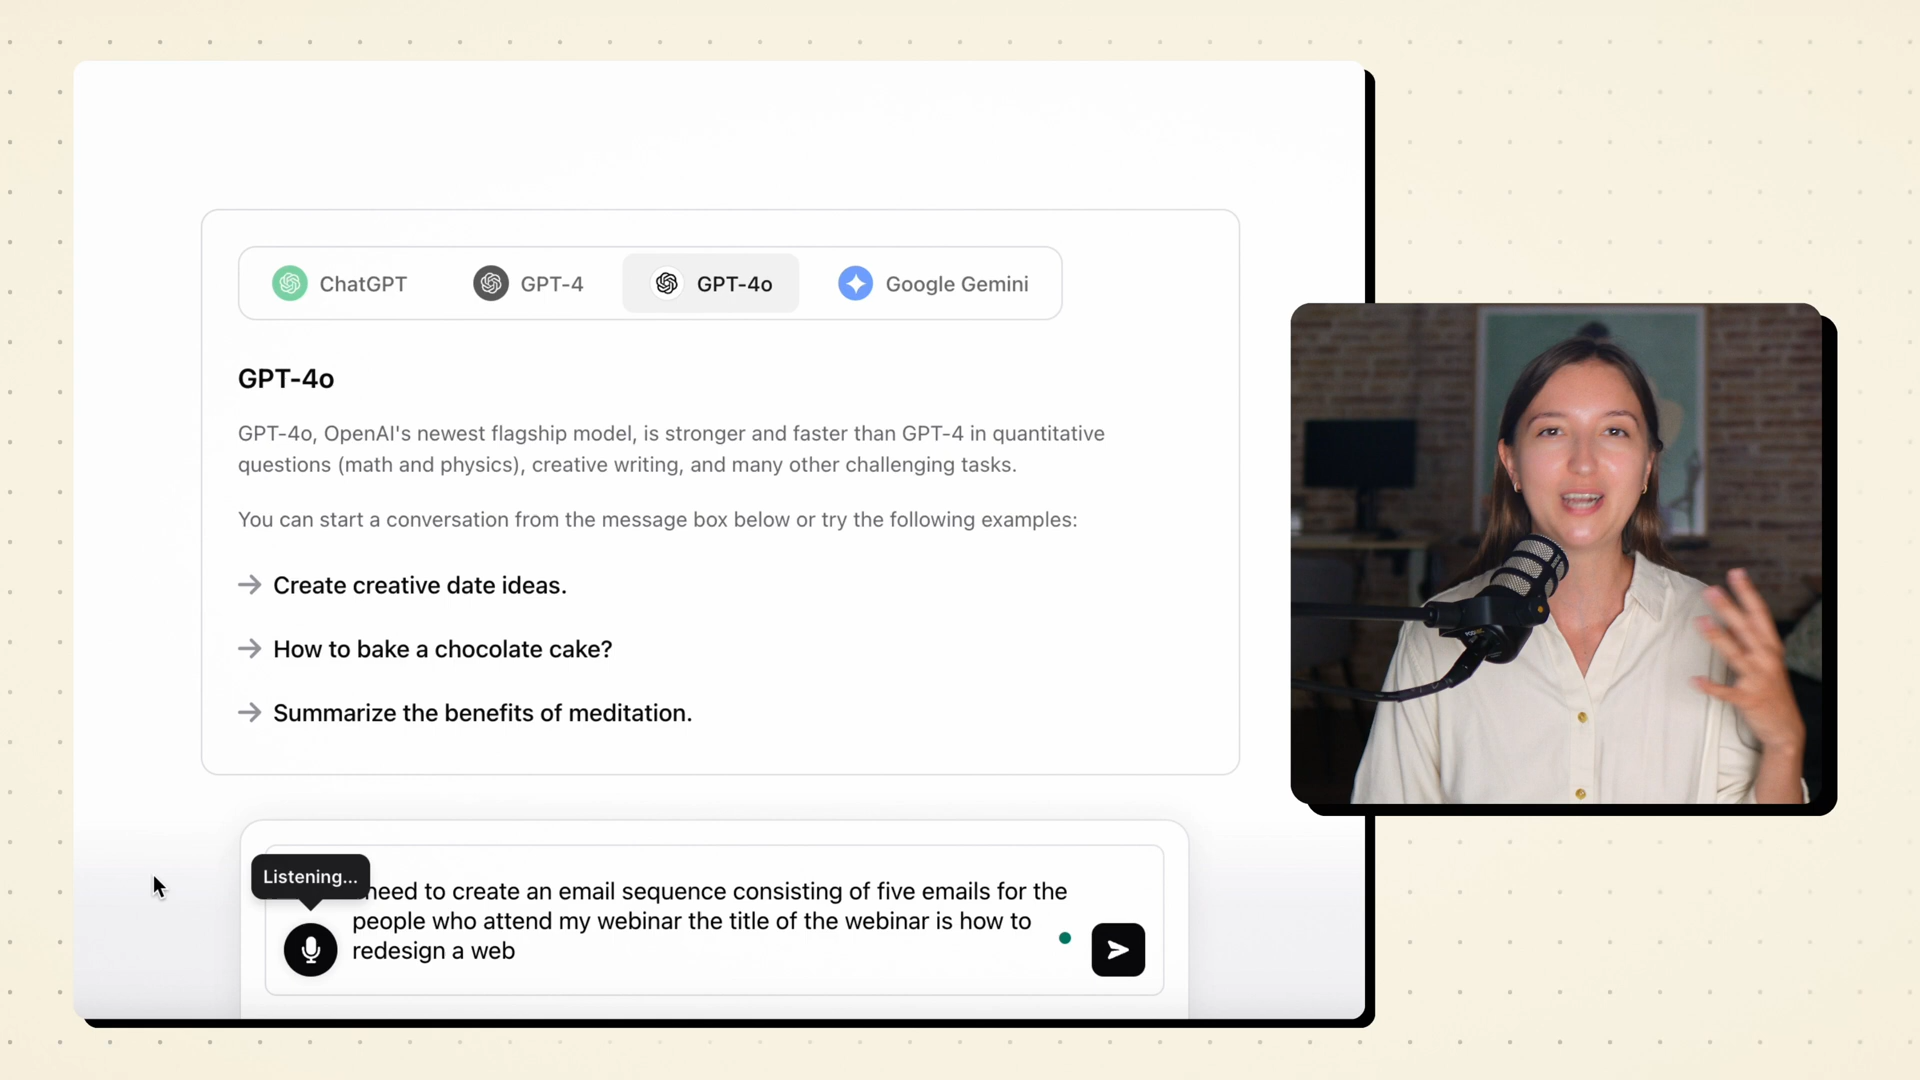 ChatGPT
GPT-4
GPT-4o
Google Gemini
GPT-4o
GPT-4o, OpenAI's newest flagship model, is stronger and faster than GPT-4 in quantitative
questions (math and physics), creative writing, and many other challenging tasks.
You can start a conversation from the message box below or try the following examples:
→ Create creative date ideas.
→ How to bake a chocolate cake?
→ Summarize the benefits of meditation.
Listening...
need to create an email sequence consisting of five emails for the
people who attend my webinar the title of the webinar is how to
redesign a web